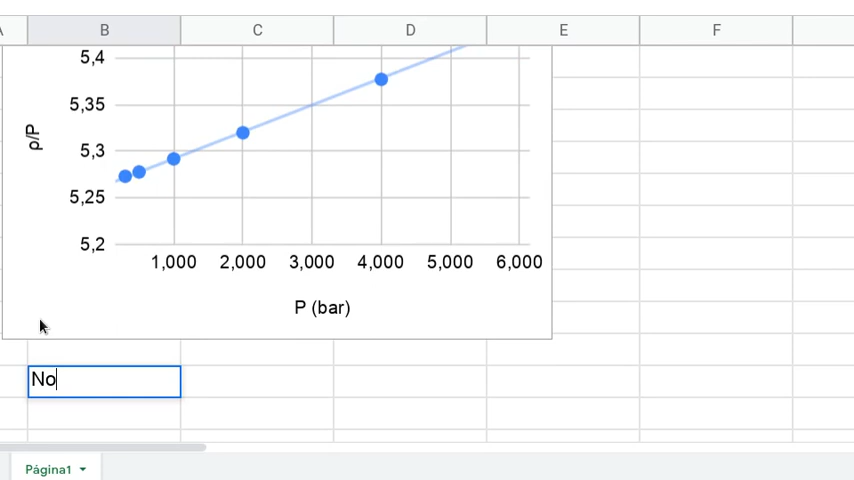 B C D E F
5,4
5,35
5,3
5,25
5,2
ρ/P
1,000 2,000 3,000 4,000 5,000 6,000
P (bar)
No
Página1